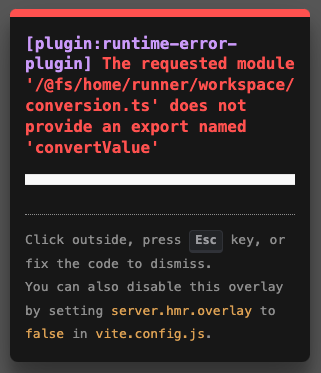 [plugin:runtime-error-
plugin] The requested module
'/@fs/home/runner/workspace/
conversion.ts' does not
provide an export named
'convertValue'
Click outside, press Esc key, or
fix the code to dismiss.
You can also disable this overlay
by setting server.hmr.overlay to
false in vite.config.js.